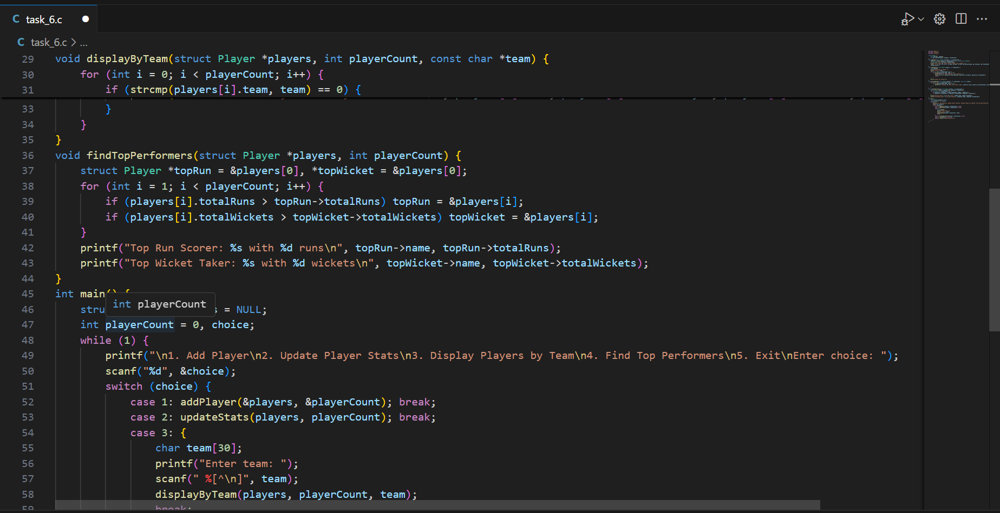 C task_6.c
C task_6.c > ...
29 void displayByTeam(struct Player *players, int playerCount, const char *team) {
30     for (int i = 0; i < playerCount; i++) {
31         if (strcmp(players[i].team, team) == 0) {
33         }
34     }
35 }
36 void findTopPerformers(struct Player *players, int playerCount) {
37     struct Player *topRun = &players[0], *topWicket = &players[0];
38     for (int i = 1; i < playerCount; i++) {
39         if (players[i].totalRuns > topRun->totalRuns) topRun = &players[i];
40         if (players[i].totalWickets > topWicket->totalWickets) topWicket = &players[i];
41     }
42     printf("Top Run Scorer: %s with %d runs\n", topRun->name, topRun->totalRuns);
43     printf("Top Wicket Taker: %s with %d wickets\n", topWicket->name, topWicket->totalWickets);
44 }
45 int main() {
int playerCount
46     stru s = NULL;
47     int playerCount = 0, choice;
48     while (1) {
49         printf("\n1. Add Player\n2. Update Player Stats\n3. Display Players by Team\n4. Find Top Performers\n5. Exit\nEnter choice: ");
50         scanf("%d", &choice);
51         switch (choice) {
52             case 1: addPlayer(&players, &playerCount); break;
53             case 2: updateStats(players, playerCount); break;
54             case 3: {
55                 char team[30];
56                 printf("Enter team: ");
57                 scanf(" %[^\n]", team);
58                 displayByTeam(players, playerCount, team);
59                 break;